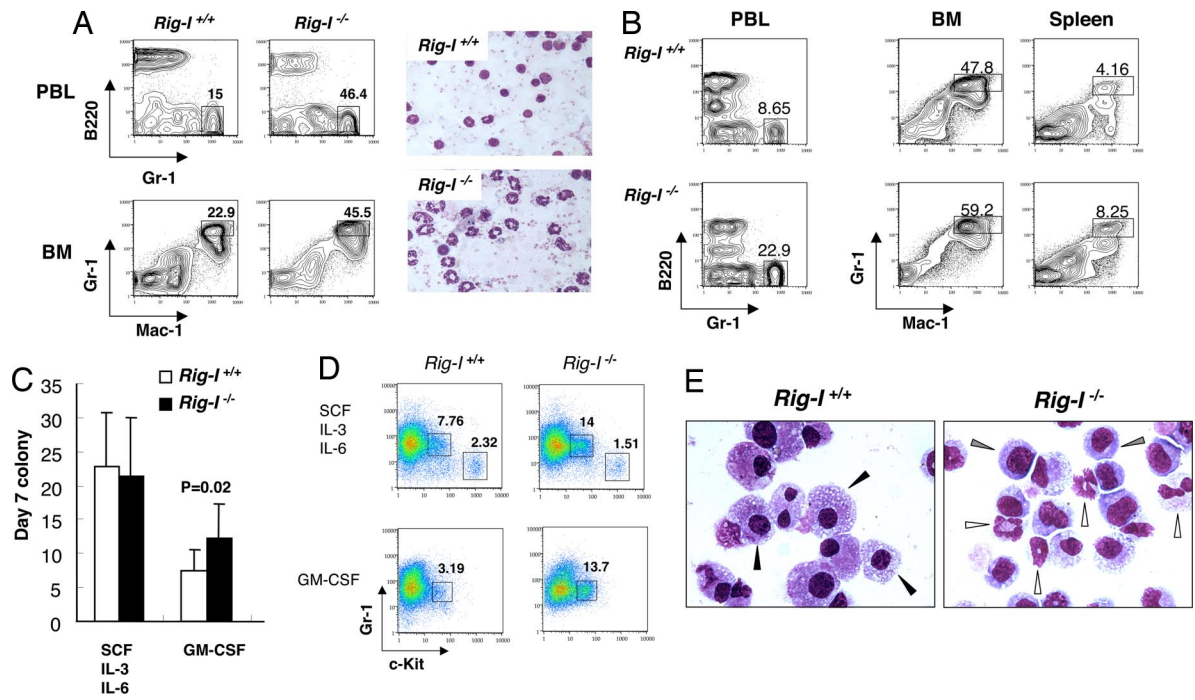 A
Rig-I +/+
Rig-I -/-
PBL
B220
Gr-1
15
46.4
BM
Gr-1
Mac-1
22.9
45.5
Rig-I +/+
Rig-I -/-
B
PBL
BM
Spleen
Rig-I +/+
8.65
47.8
4.16
Rig-I -/-
22.9
59.2
8.25
B220
Gr-1
Gr-1
Mac-1
C
Rig-I +/+
Rig-I -/-
Day 7 colony
35
30
25
20
15
10
5
0
P=0.02
SCF
IL-3
IL-6
GM-CSF
D
Rig-I +/+
Rig-I -/-
SCF
IL-3
IL-6
7.76
2.32
14
1.51
GM-CSF
3.19
13.7
Gr-1
c-Kit
E
Rig-I +/+
Rig-I -/-